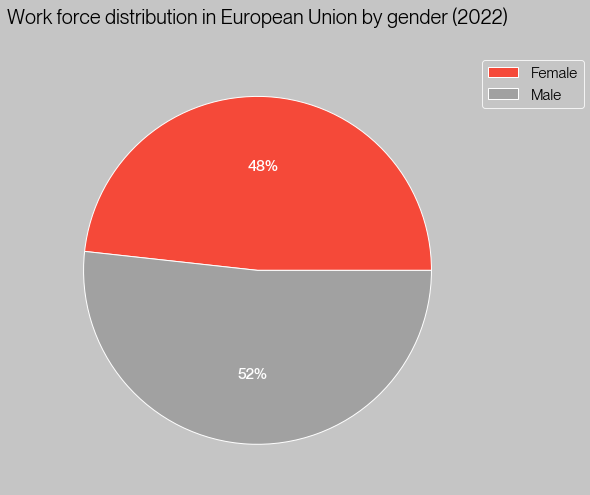 Work force distribution in European Union by gender (2022)
Female
Male
48%
52%